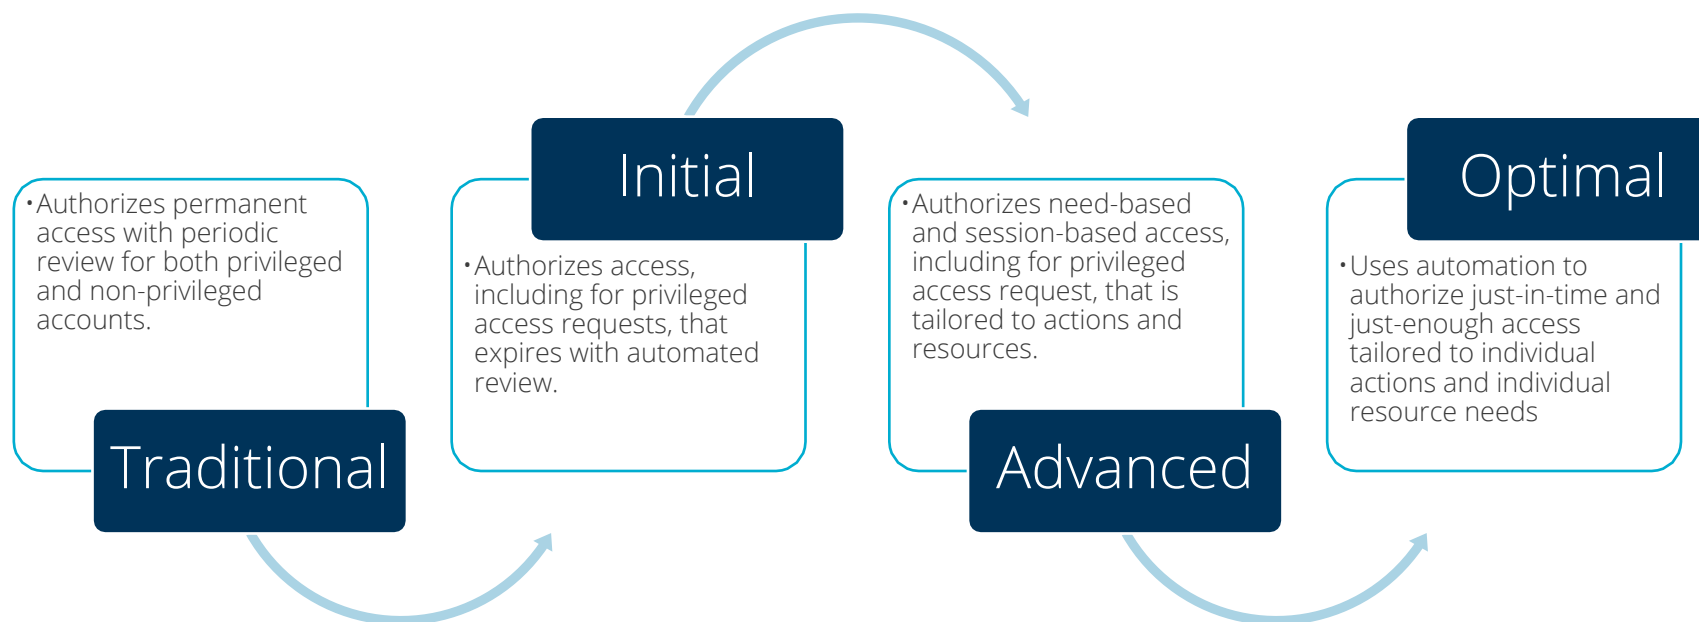 •Authorizes permanent
access with periodic
review for both privileged
and non-privileged
accounts.
Traditional
Initial
•Authorizes access,
including for privileged
access requests, that
expires with automated
review.
•Authorizes need-based
and session-based access,
including for privileged
access request, that is
tailored to actions and
resources.
Advanced
Optimal
•Uses automation to
authorize just-in-time and
just-enough access
tailored to individual
actions and individual
resource needs